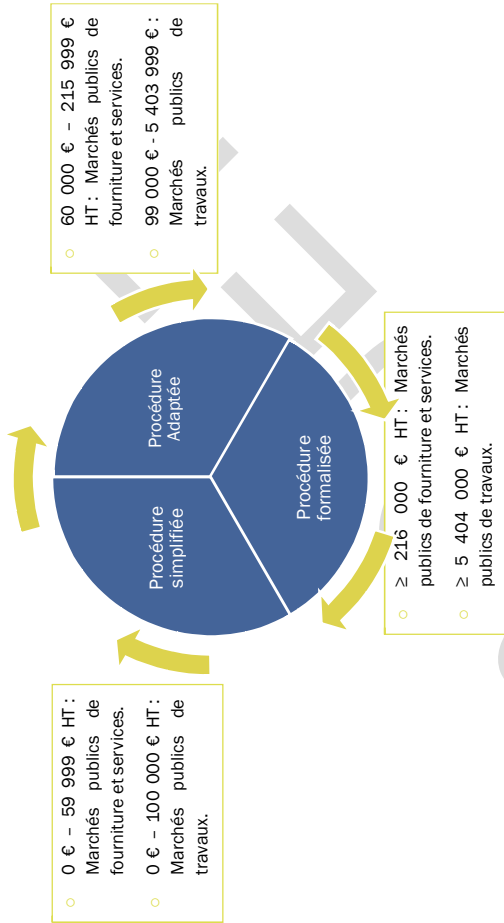 0 € – 59 999 € HT :
Marchés publics de
fourniture et services.
0 € – 100 000 € HT :
Marchés publics de
travaux.
Procédure
simplifiée
Procédure
Adaptée
60 000 € – 215 999 €
HT : Marchés publics de
fourniture et services.
99 000 € - 5 403 999 € :
Marchés publics de
travaux.
Procédure
formalisée
≥ 216 000 € HT : Marchés
publics de fourniture et services.
≥ 5 404 000 € HT : Marchés
publics de travaux.